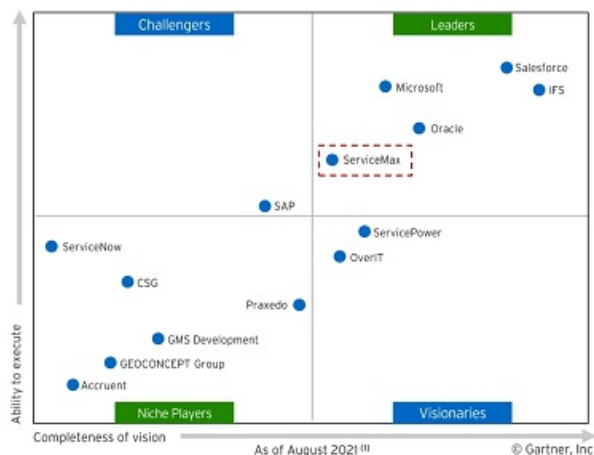 Challengers
Leaders
Salesforce
Microsoft
IFS
Oracle
ServiceMax
SAP
ServicePower
ServiceNow
OverIT
CSG
Praxedo
GMS Development
GEOCONCEPT Group
Accruent
Niche Players
Visionaries
Ability to execute
Completeness of vision
As of August 2021 (1)
© Gartner, Inc